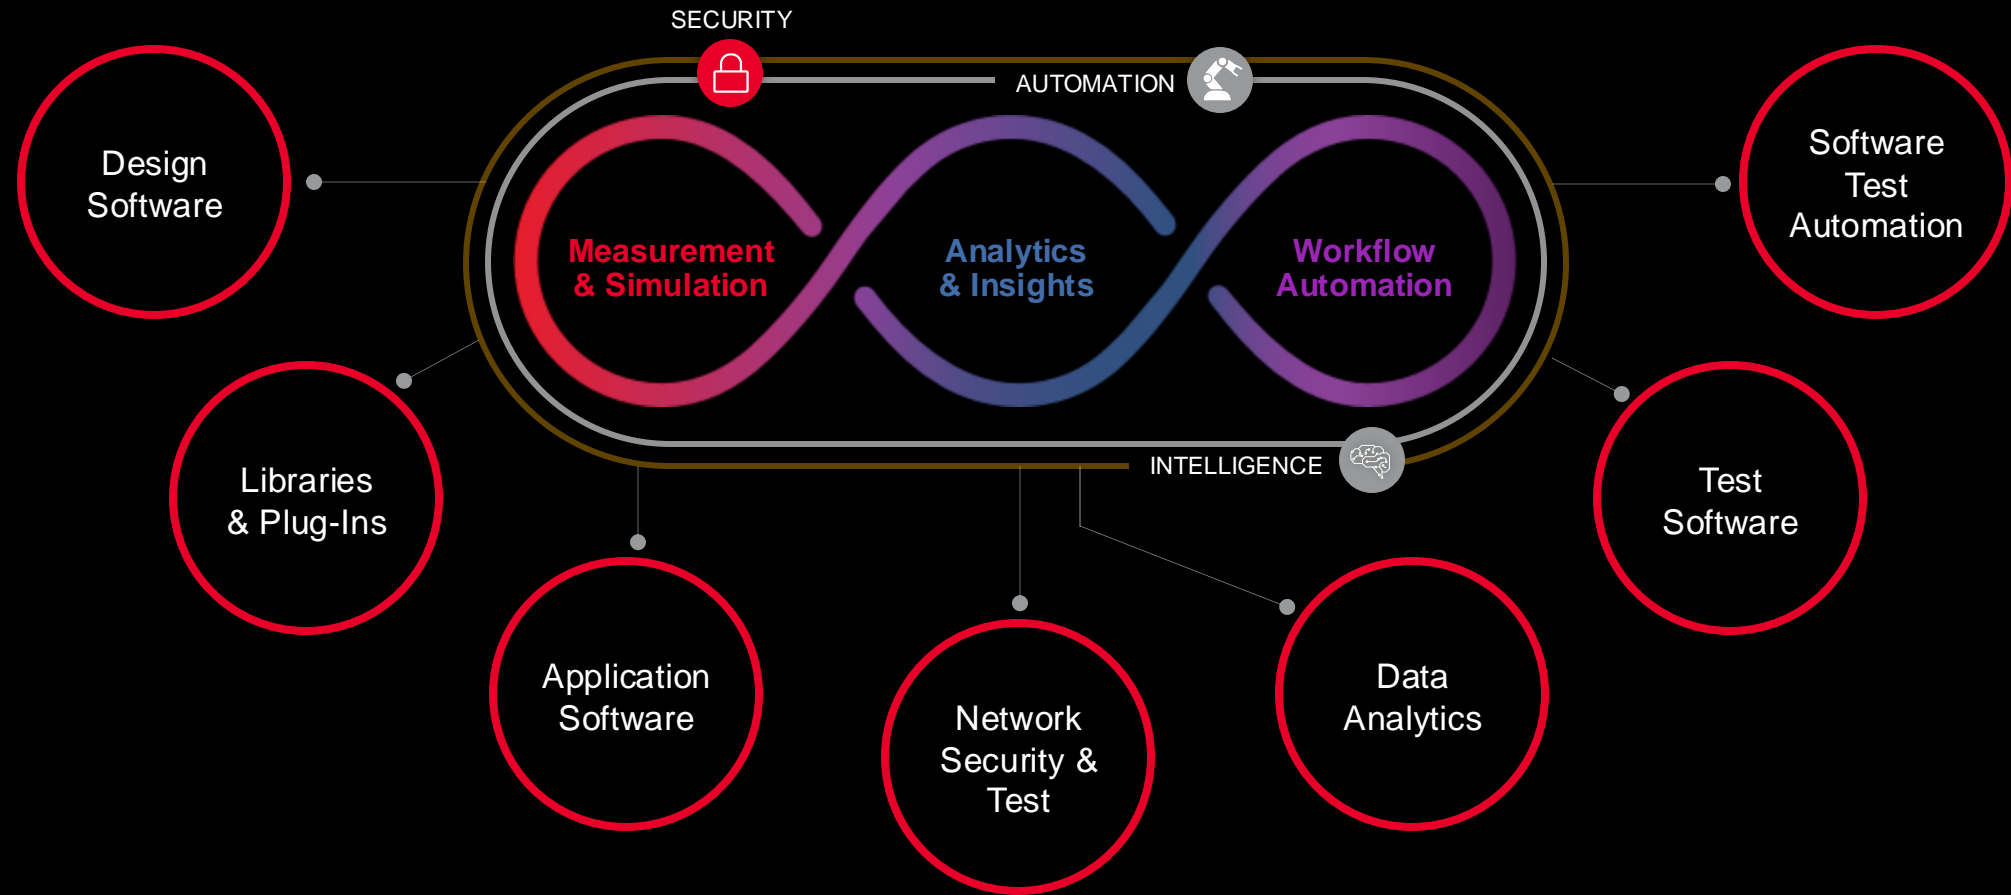 SECURITY
AUTOMATION
Design
Software
Measurement
& Simulation
Analytics
& Insights
Workflow
Automation
Software
Test
Automation
INTELLIGENCE
Libraries
& Plug-Ins
Test
Software
Application
Software
Network
Security &
Test
Data
Analytics